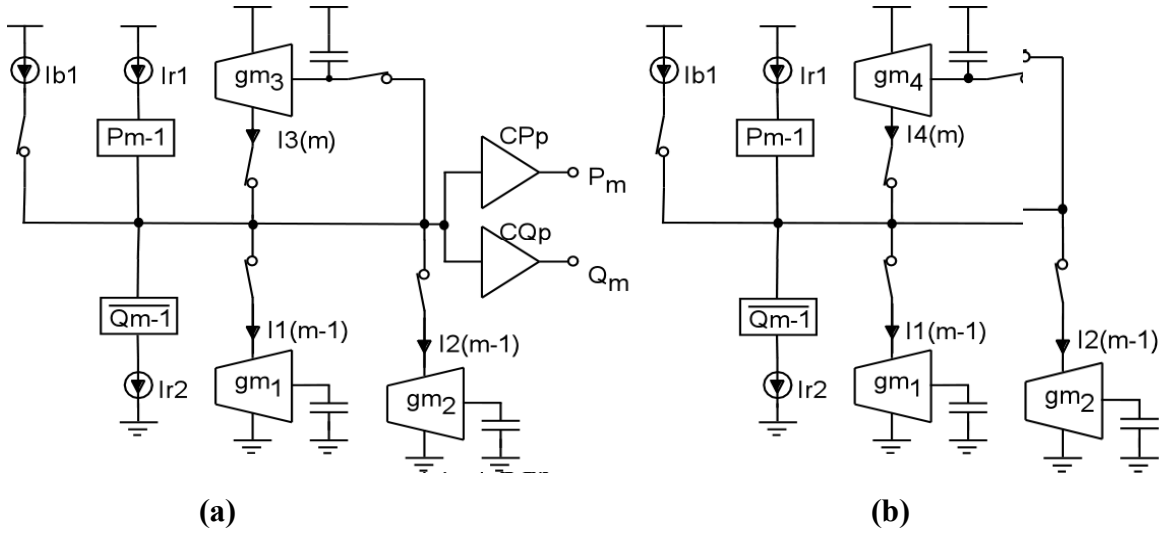 Ib1
Ir1
gm3
Pm-1
I3(m)
CPp
Pm
CQp
Qm
Qm-1
I1(m-1)
I2(m-1)
Ir2
gm1
gm2
(a)
Ib1
Ir1
gm4
Pm-1
I4(m)
Qm-1
I1(m-1)
I2(m-1)
Ir2
gm1
gm2
(b)